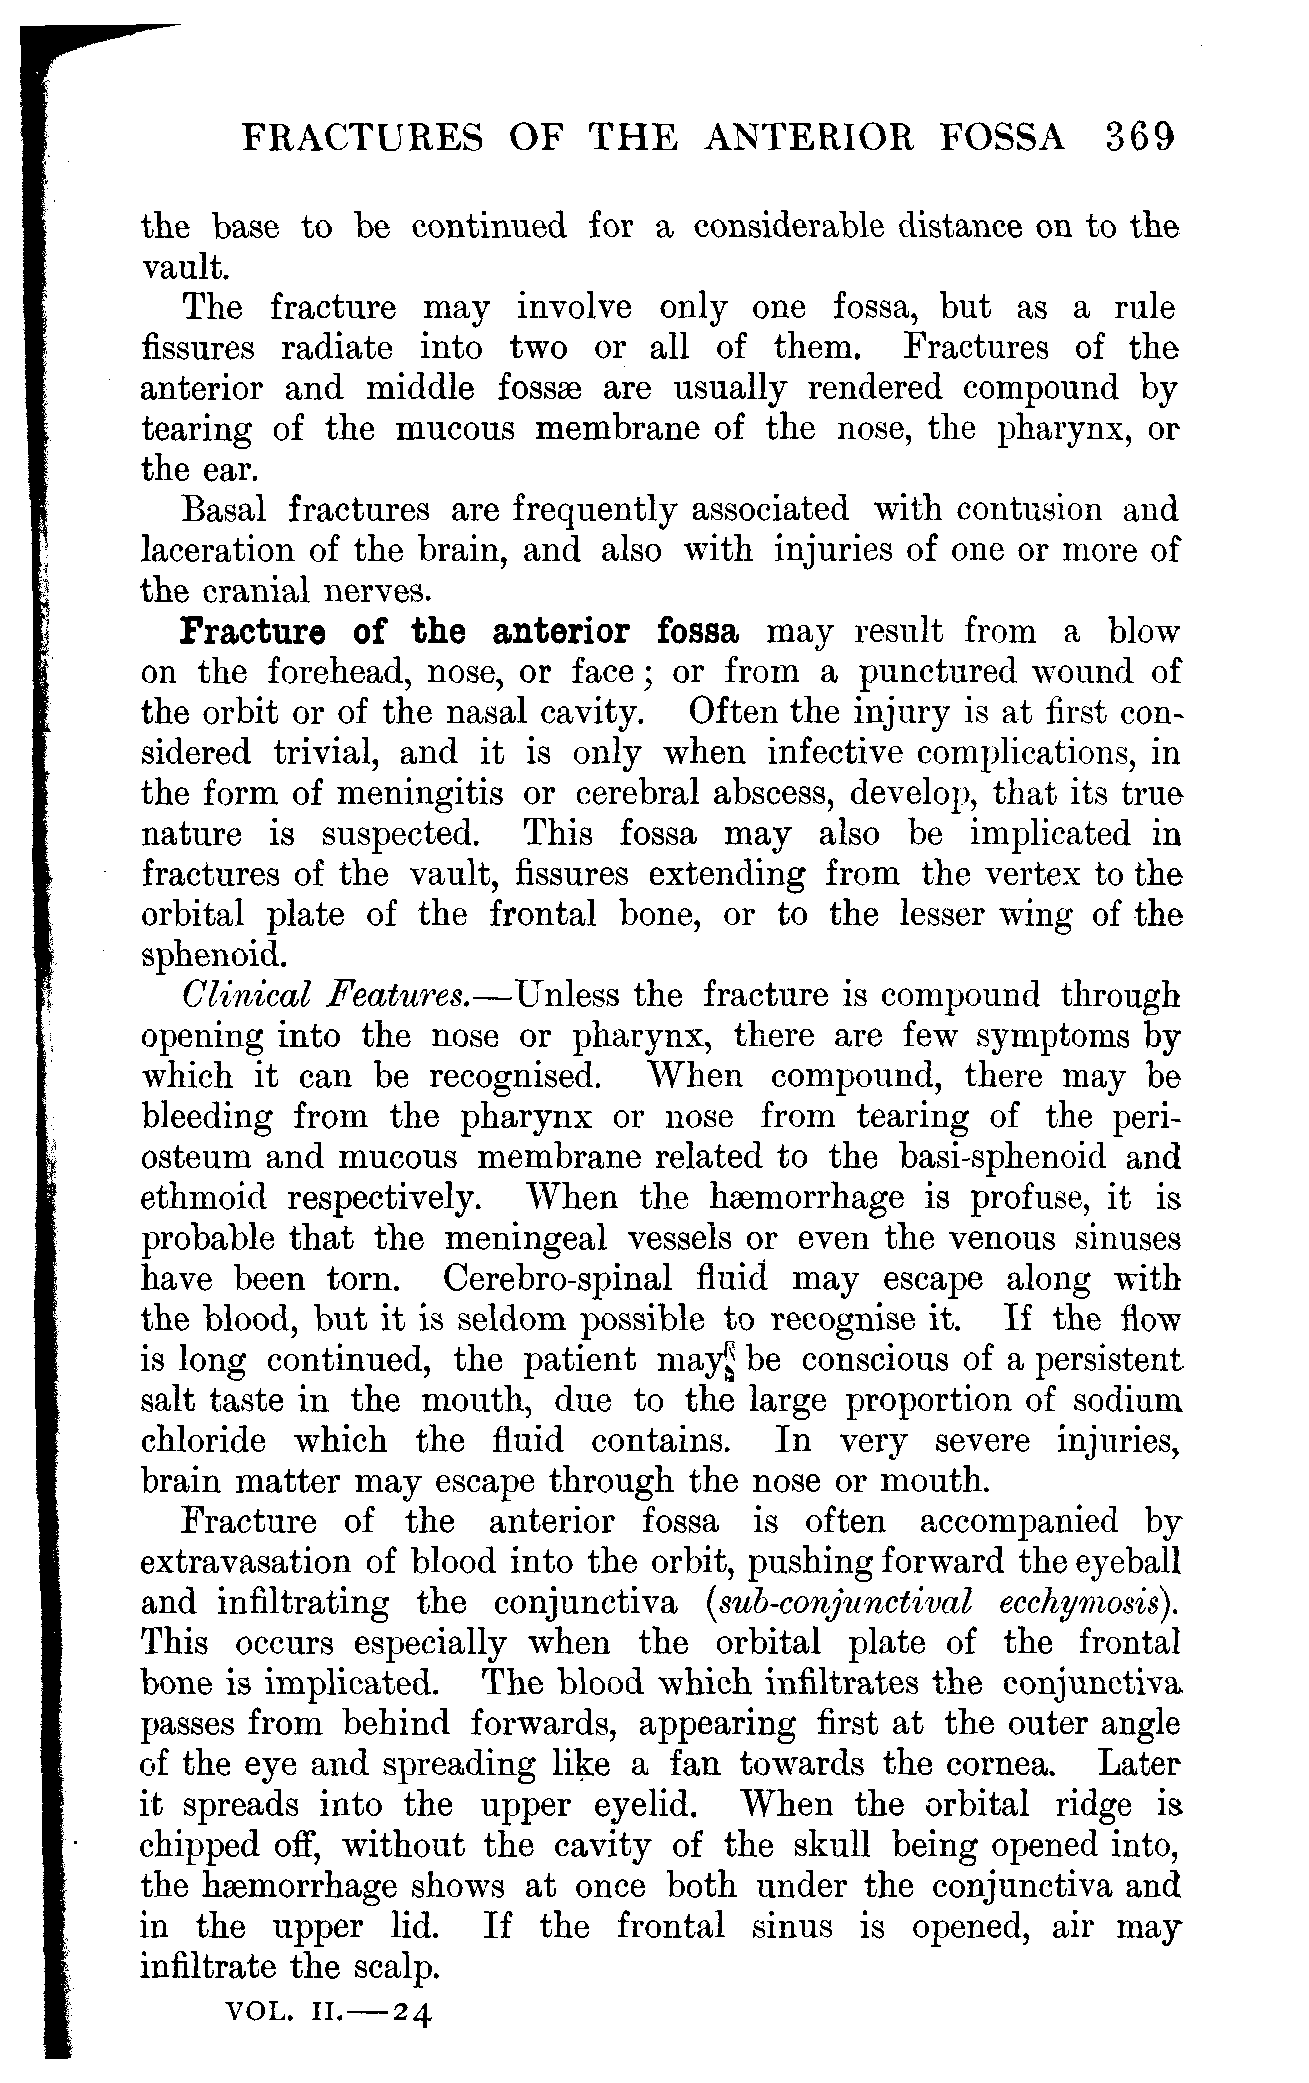 FRACTURES OF THE ANTERIOR FOSSA 369
the base to be continued for a considerable distance on to the
vault.
The fracture may involve only one fossa, but as a rule
fissures radiate into two or all of them. Fractures of the
anterior and middle fossæ are usually rendered compound by
tearing of the mucous membrane of the nose, the pharynx, or
the ear.
Basal fractures are frequently associated with contusion and
laceration of the brain, and also with injuries of one or more of
the cranial nerves.
Fracture of the anterior fossa may result from a blow
on the forehead, nose, or face; or from a punctured wound of
the orbit or of the nasal cavity. Often the injury is at first con-
sidered trivial, and it is only when infective complications, in
the form of meningitis or cerebral abscess, develop, that its true
nature is suspected. This fossa may also be implicated in
fractures of the vault, fissures extending from the vertex to the
orbital plate of the frontal bone, or to the lesser wing of the
sphenoid.
Clinical Features.—Unless the fracture is compound through
opening into the nose or pharynx, there are few symptoms by
which it can be recognised. When compound, there may be
bleeding from the pharynx or nose from tearing of the peri-
osteum and mucous membrane related to the basi-sphenoid and
ethmoid respectively. When the hæmorrhage is profuse, it is
probable that the meningeal vessels or even the venous sinuses
have been torn. Cerebro-spinal fluid may escape along with
the blood, but it is seldom possible to recognise it. If the flow
is long continued, the patient may be conscious of a persistent
salt taste in the mouth, due to the large proportion of sodium
chloride which the fluid contains. In very severe injuries,
brain matter may escape through the nose or mouth.
Fracture of the anterior fossa is often accompanied by
extravasation of blood into the orbit, pushing forward the eyeball
and infiltrating the conjunctiva (sub-conjunctival ecchymosis).
This occurs especially when the orbital plate of the frontal
bone is implicated. The blood which infiltrates the conjunctiva
passes from behind forwards, appearing first at the outer angle
of the eye and spreading like a fan towards the cornea. Later
it spreads into the upper eyelid. When the orbital ridge is
chipped off, without the cavity of the skull being opened into,
the hæmorrhage shows at once both under the conjunctiva and
in the upper lid. If the frontal sinus is opened, air may
infiltrate the scalp.
VOL. II.—24